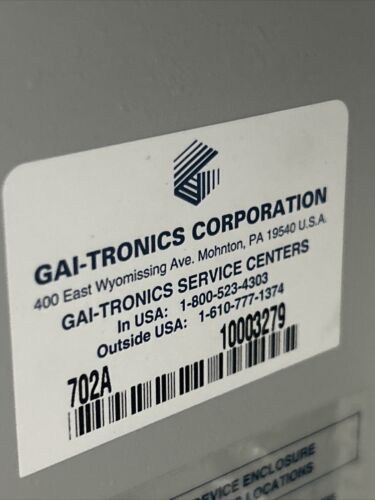 GAI-TRONICS CORPORATION
400 East Wyomissing Ave. Mohnton, PA 19540 U.S.A.
GAI-TRONICS SERVICE CENTERS
In USA: 1-800-523-4303
Outside USA: 1-610-777-1374
702A 10003279
DEVICE ENCLOSURE
LOCATIONS